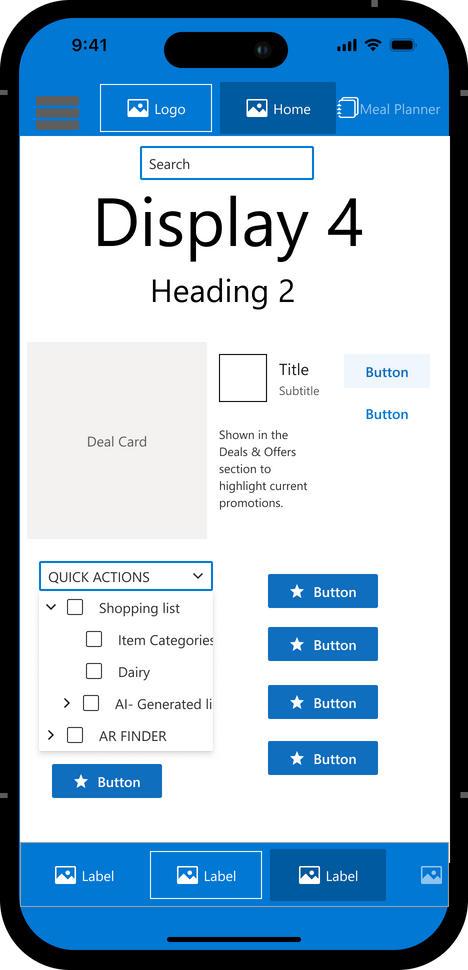 9:41
Logo
Home
Meal Planner
Search
Display 4
Heading 2
Deal Card
Title
Subtitle
Button
Button
Shown in the
Deals & Offers
section to
highlight current
promotions.
QUICK ACTIONS
Shopping list
Item Categories
Dairy
AI- Generated li
AR FINDER
Button
Button
Button
Button
Button
Label
Label
Label